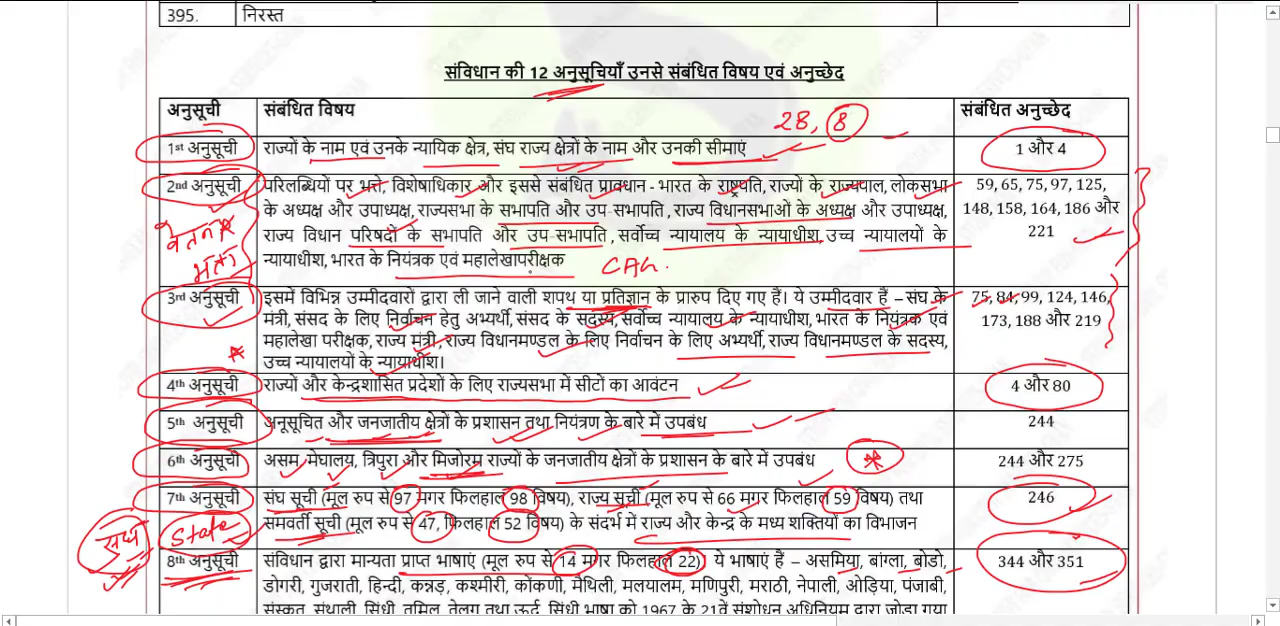 395. निरस्त
संविधान की 12 अनुसूचियाँ उनसे संबंधित विषय एवं अनुच्छेद
अनुसूची संबंधित विषय संबंधित अनुच्छेद
28, 8
1st अनुसूची राज्यों के नाम एवं उनके न्यायिक क्षेत्र, संघ राज्य क्षेत्रों के नाम और उनकी सीमाएं 1 और 4
2nd अनुसूची परिलब्धियों पर भत्ते, विशेषाधिकार और इससे संबंधित प्रावधान - भारत के राष्ट्रपति, राज्यों के राज्यपाल, लोकसभा 59, 65, 75, 97, 125,
के अध्यक्ष और उपाध्यक्ष, राज्यसभा के सभापति और उप-सभापति, राज्य विधानसभाओं के अध्यक्ष और उपाध्यक्ष, 148, 158, 164, 186 और
वेतन राज्य विधान परिषदों के सभापति और उप-सभापति, सर्वोच्च न्यायालय के न्यायाधीश, उच्च न्यायालयों के 221
भत्ता न्यायाधीश, भारत के नियंत्रक एवं महालेखापरीक्षक CAG.
3rd अनुसूची इसमें विभिन्न उम्मीदवारों द्वारा ली जाने वाली शपथ या प्रतिज्ञान के प्रारुप दिए गए हैं। ये उम्मीदवार हैं – संघ के 75, 84, 99, 124, 146,
मंत्री, संसद के लिए निर्वाचन हेतु अभ्यर्थी, संसद के सदस्य, सर्वोच्च न्यायालय के न्यायाधीश, भारत के नियंत्रक एवं 173, 188 और 219
महालेखा परीक्षक, राज्य मंत्री, राज्य विधानमण्डल के लिए निर्वाचन के लिए अभ्यर्थी, राज्य विधानमण्डल के सदस्य,
उच्च न्यायालयों के न्यायाधीश।
4th अनुसूची राज्यों और केन्द्रशासित प्रदेशों के लिए राज्यसभा में सीटों का आवंटन 4 और 80
5th अनुसूची अनुसूचित और जनजातीय क्षेत्रों के प्रशासन तथा नियंत्रण के बारे में उपबंध 244
6th अनुसूची असम, मेघालय, त्रिपुरा और मिजोरम राज्यों के जनजातीय क्षेत्रों के प्रशासन के बारे में उपबंध 244 और 275
7th अनुसूची संघ सूची (मूल रुप से 97 मगर फिलहाल 98 विषय), राज्य सूची (मूल रुप से 66 मगर फिलहाल 59 विषय) तथा 246
State समवर्ती सूची (मूल रुप से 47, फिलहाल 52 विषय) के संदर्भ में राज्य और केन्द्र के मध्य शक्तियों का विभाजन
8th अनुसूची संविधान द्वारा मान्यता प्राप्त भाषाएं (मूल रुप से 14 मगर फिलहाल 22)। ये भाषाएं हैं – असमिया, बांग्ला, बोडो, 344 और 351
डोगरी, गुजराती, हिन्दी, कन्नड़, कश्मीरी, कोंकणी, मैथिली, मलयालम, मणिपुरी, मराठी, नेपाली, ओड़िया, पंजाबी,
संस्कृत, संथाली, सिंधी, तमिल, तेलगु तथा ऊर्द, सिंधी भाषा को 1967 के 21वें संशोधन अधिनियम द्वारा जोड़ा गया